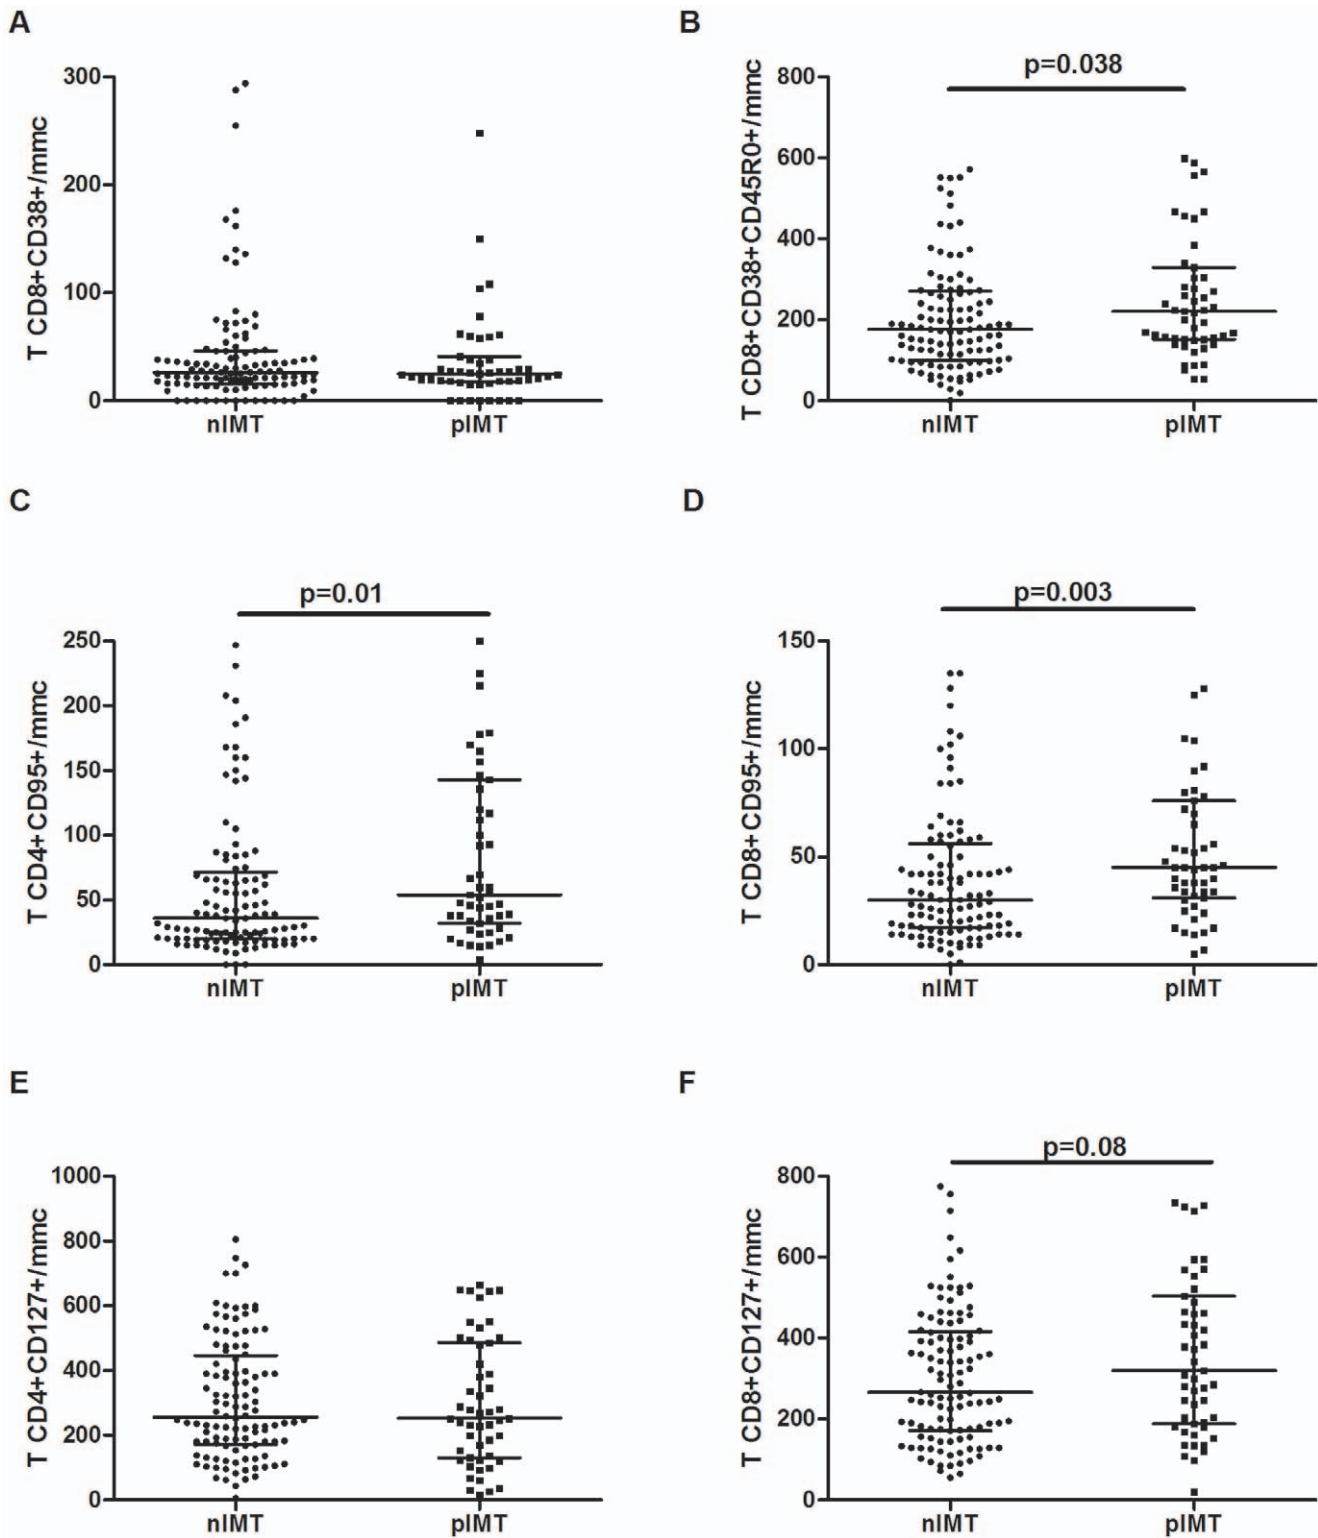 A
T CD8+CD38+/mmc
300
200
100
0
nIMT
pIMT
B
p=0.038
T CD8+CD38+CD45R0+/mmc
800
600
400
200
0
nIMT
pIMT
C
p=0.01
T CD4+CD95+/mmc
250
200
150
100
50
0
nIMT
pIMT
D
p=0.003
T CD8+CD95+/mmc
150
100
50
0
nIMT
pIMT
E
T CD4+CD127+/mmc
1000
800
600
400
200
0
nIMT
pIMT
F
p=0.08
T CD8+CD127+/mmc
800
600
400
200
0
nIMT
pIMT